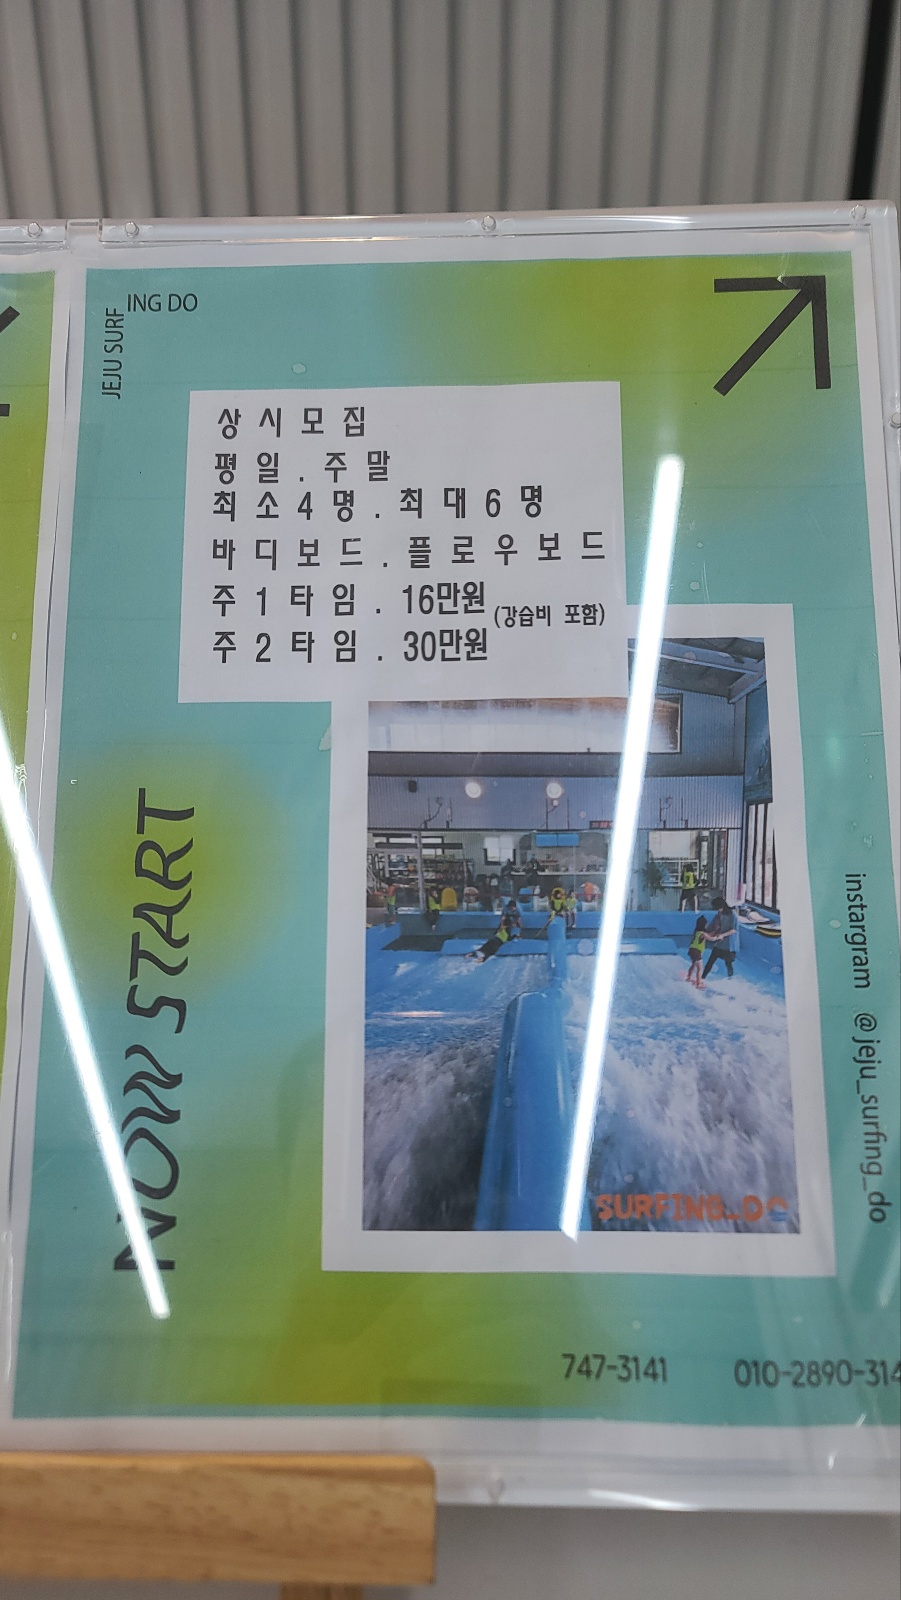 JEJU SURF
ING DO
상시모집
평일.주말
최소4명.최대6명
바디보드.플로우보드
주1타임.16만원
(강습비 포함)
주2타임.30만원
NOW START
instargram @jeju_surfing_do
SURFING_DO
747-3141
010-2890-314